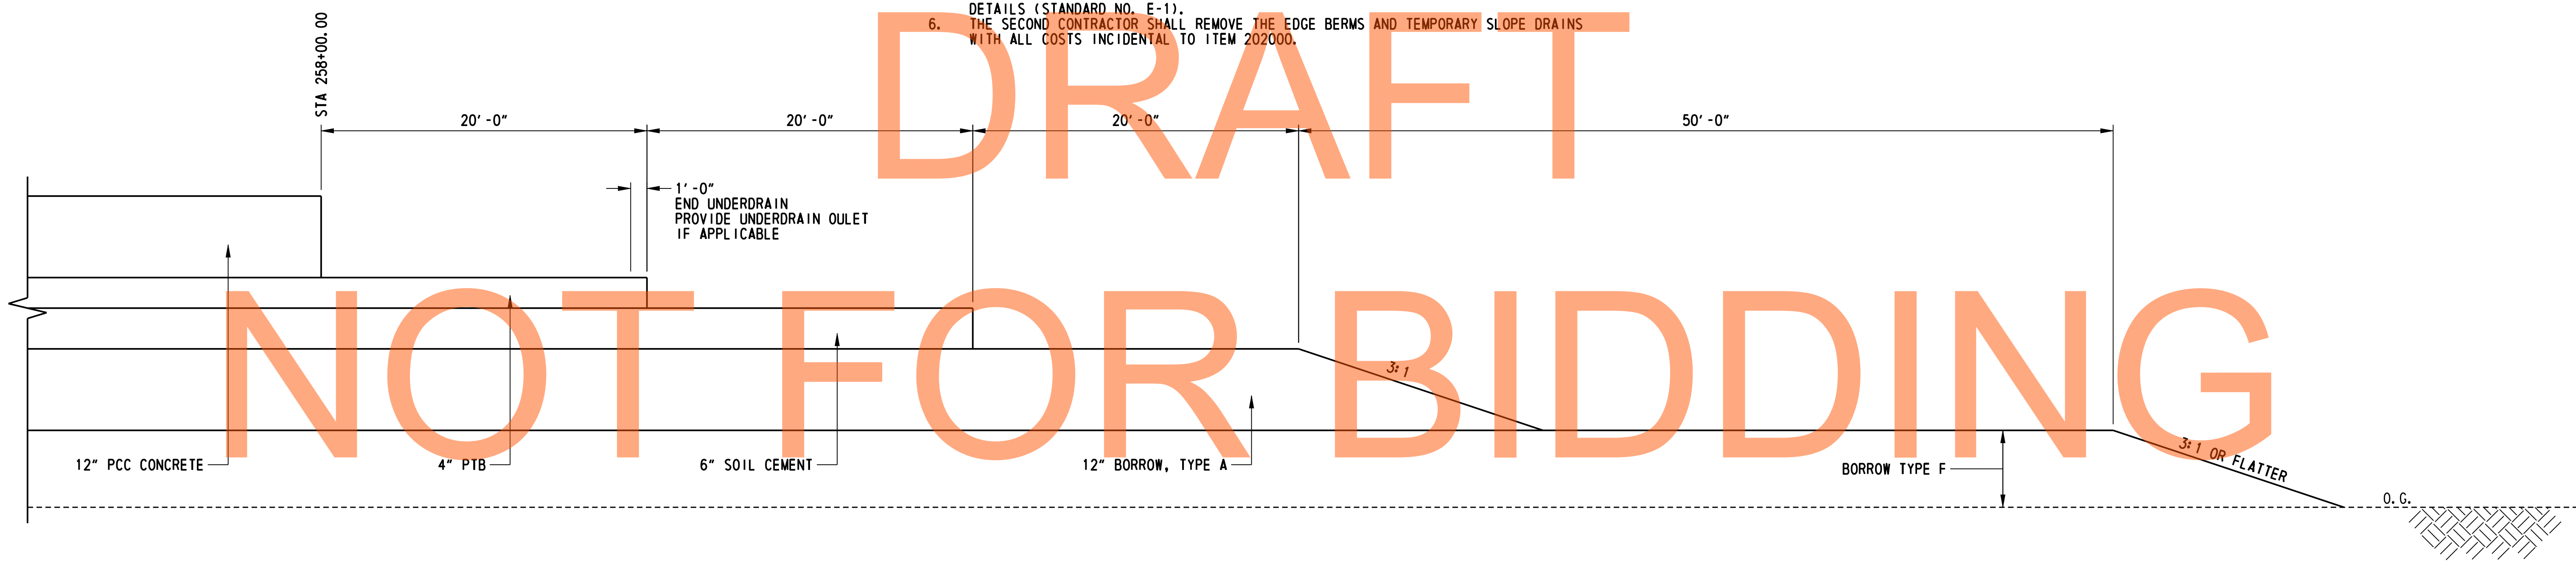 DETAILS (STANDARD NO. E-1).
6. THE SECOND CONTRACTOR SHALL REMOVE THE EDGE BERMS AND TEMPORARY SLOPE DRAINS
WITH ALL COSTS INCIDENTAL TO ITEM 202000.
DRAFT
STA 258+00.00
20'-0"
20'-0"
20'-0"
50'-0"
1'-0"
END UNDERDRAIN
PROVIDE UNDERDRAIN OULET
IF APPLICABLE
NOT FOR BIDDING
3:1
12" PCC CONCRETE
4" PTB
6" SOIL CEMENT
12" BORROW, TYPE A
BORROW TYPE F
3:1 OR FLATTER
O.G.